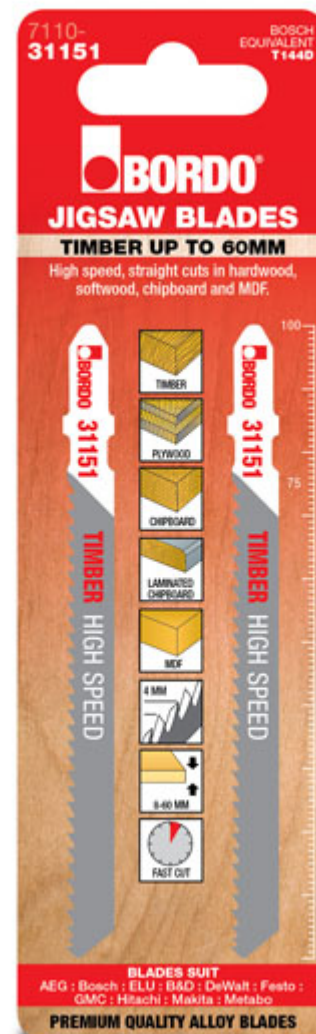 7110-
31151
BOSCH
EQUIVALENT
T144D
BORDO®
JIGSAW BLADES
TIMBER UP TO 60MM
High speed, straight cuts in hardwood,
softwood, chipboard and MDF.
BORDO 31151
TIMBER HIGH SPEED
TIMBER
PLYWOOD
CHIPBOARD
LAMINATED
CHIPBOARD
MDF
4 MM
8-60 MM
FAST CUT
BORDO 31151
TIMBER HIGH SPEED
100
75
BLADES SUIT
AEG : Bosch : ELU : B&D : DeWalt : Festo :
GMC : Hitachi : Makita : Metabo
PREMIUM QUALITY ALLOY BLADES